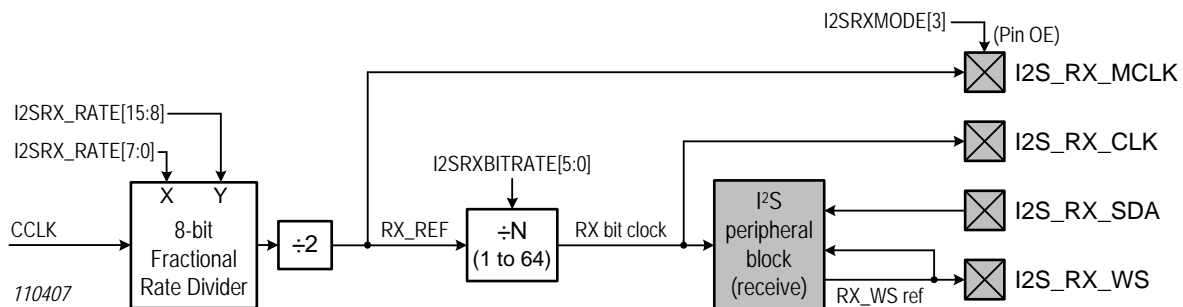 I2SRXMODE[3]
(Pin OE)
I2S_RX_MCLK
I2SRX_RATE[15:8]
I2SRX_RATE[7:0]
I2S_RX_CLK
I2SRXBITRATE[5:0]
X Y
CCLK
8-bit
Fractional
Rate Divider
÷2
RX_REF
÷N
(1 to 64)
RX bit clock
I²S
peripheral
block
(receive)
I2S_RX_SDA
RX_WS ref
I2S_RX_WS
110407